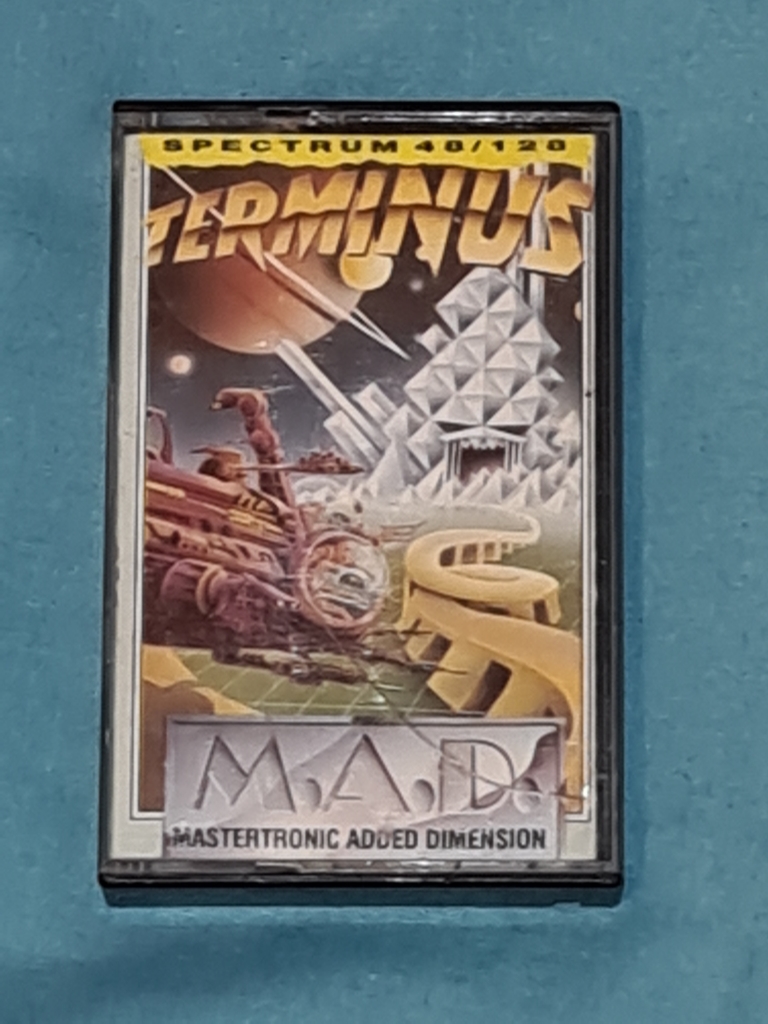 SPECTRUM 48/128
TERMINUS
M.A.D.
MASTERTRONIC ADDED DIMENSION